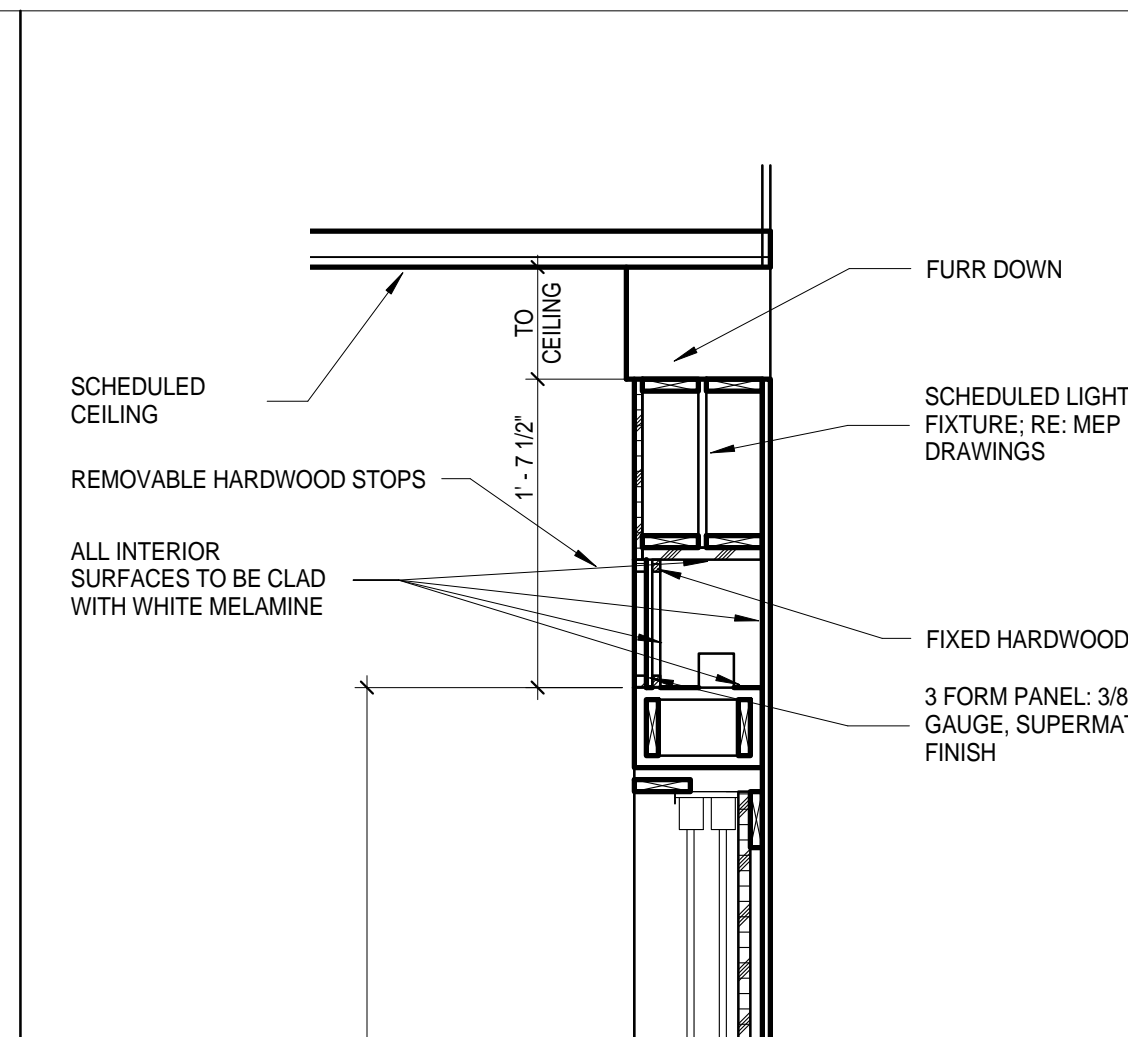 FURR DOWN
TO
CEILING
SCHEDULED
CEILING
SCHEDULED LIGHT
FIXTURE; RE: MEP
DRAWINGS
1' - 7 1/2"
REMOVABLE HARDWOOD STOPS
ALL INTERIOR
SURFACES TO BE CLAD
WITH WHITE MELAMINE
FIXED HARDWOOD
3 FORM PANEL: 3/8
GAUGE, SUPERMAT
FINISH